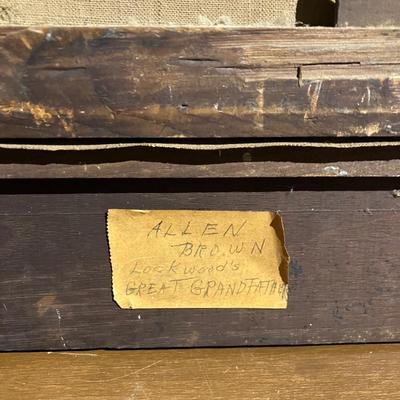 ALLEN
BROWN
Lockwood's
GREAT GRANDFATHER